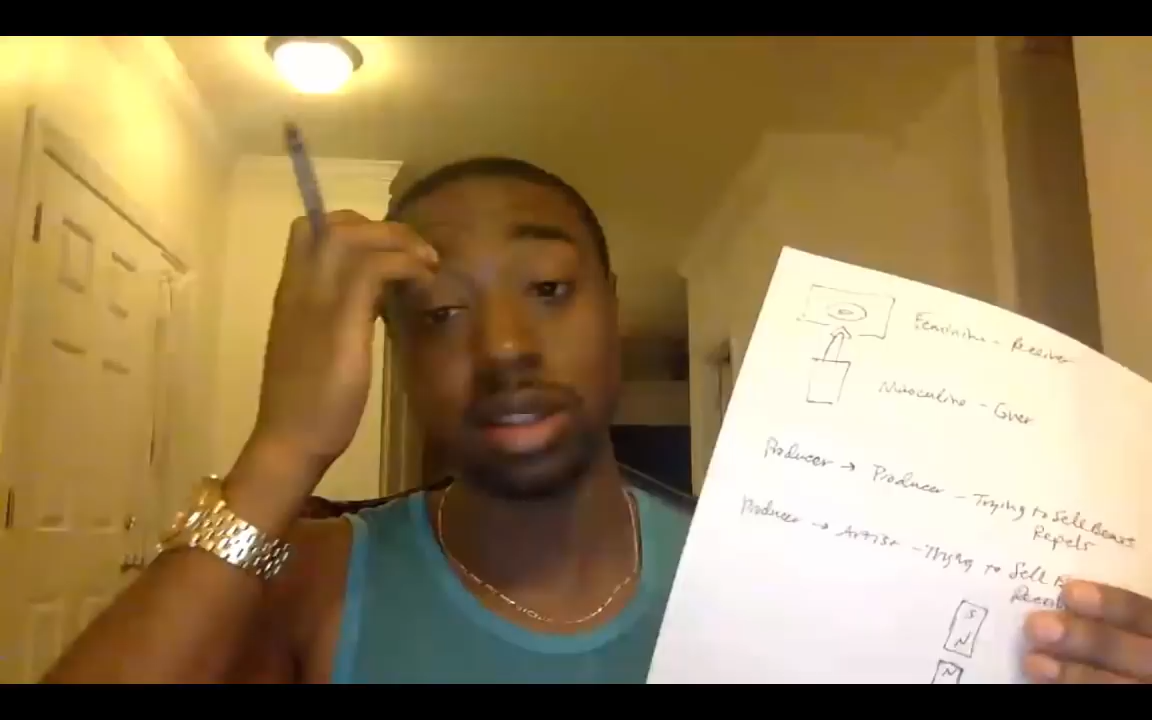 Feminine - Receiver
Masculine - Giver
Producer → Producer - Trying to Sell Beats
Repels
Producer → Artist - Trying to Sell
S
N
N